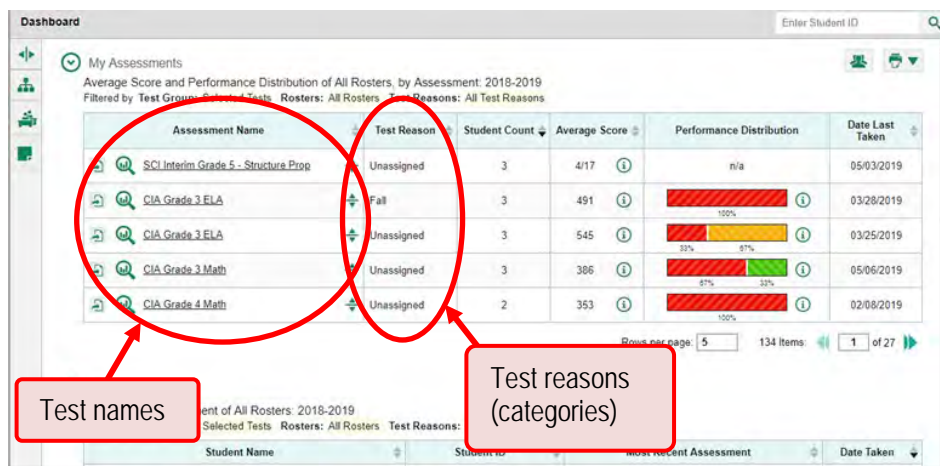 Dashboard
Enter Student ID
My Assessments
Average Score and Performance Distribution of All Rosters, by Assessment: 2018-2019
Filtered by Test Group: Selected Tests Rosters: All Rosters Test Reasons: All Test Reasons
Assessment Name Test Reason Student Count Average Score Performance Distribution Date Last Taken
SCI Interim Grade 5 - Structure Prop Unassigned 3 4/17 n/a 05/03/2019
CIA Grade 3 ELA Fall 3 491 03/28/2019
100%
CIA Grade 3 ELA Unassigned 3 545 03/25/2019
33% 67%
CIA Grade 3 Math Unassigned 3 386 05/06/2019
67% 33%
CIA Grade 4 Math Unassigned 2 353 02/08/2019
100%
Rows per page: 5 134 Items 1 of 27
Test names
Test reasons
(categories)
of All Rosters: 2018-2019
Selected Tests Rosters: All Rosters Test Reasons:
Student Name Student ID Most Recent Assessment Date Taken